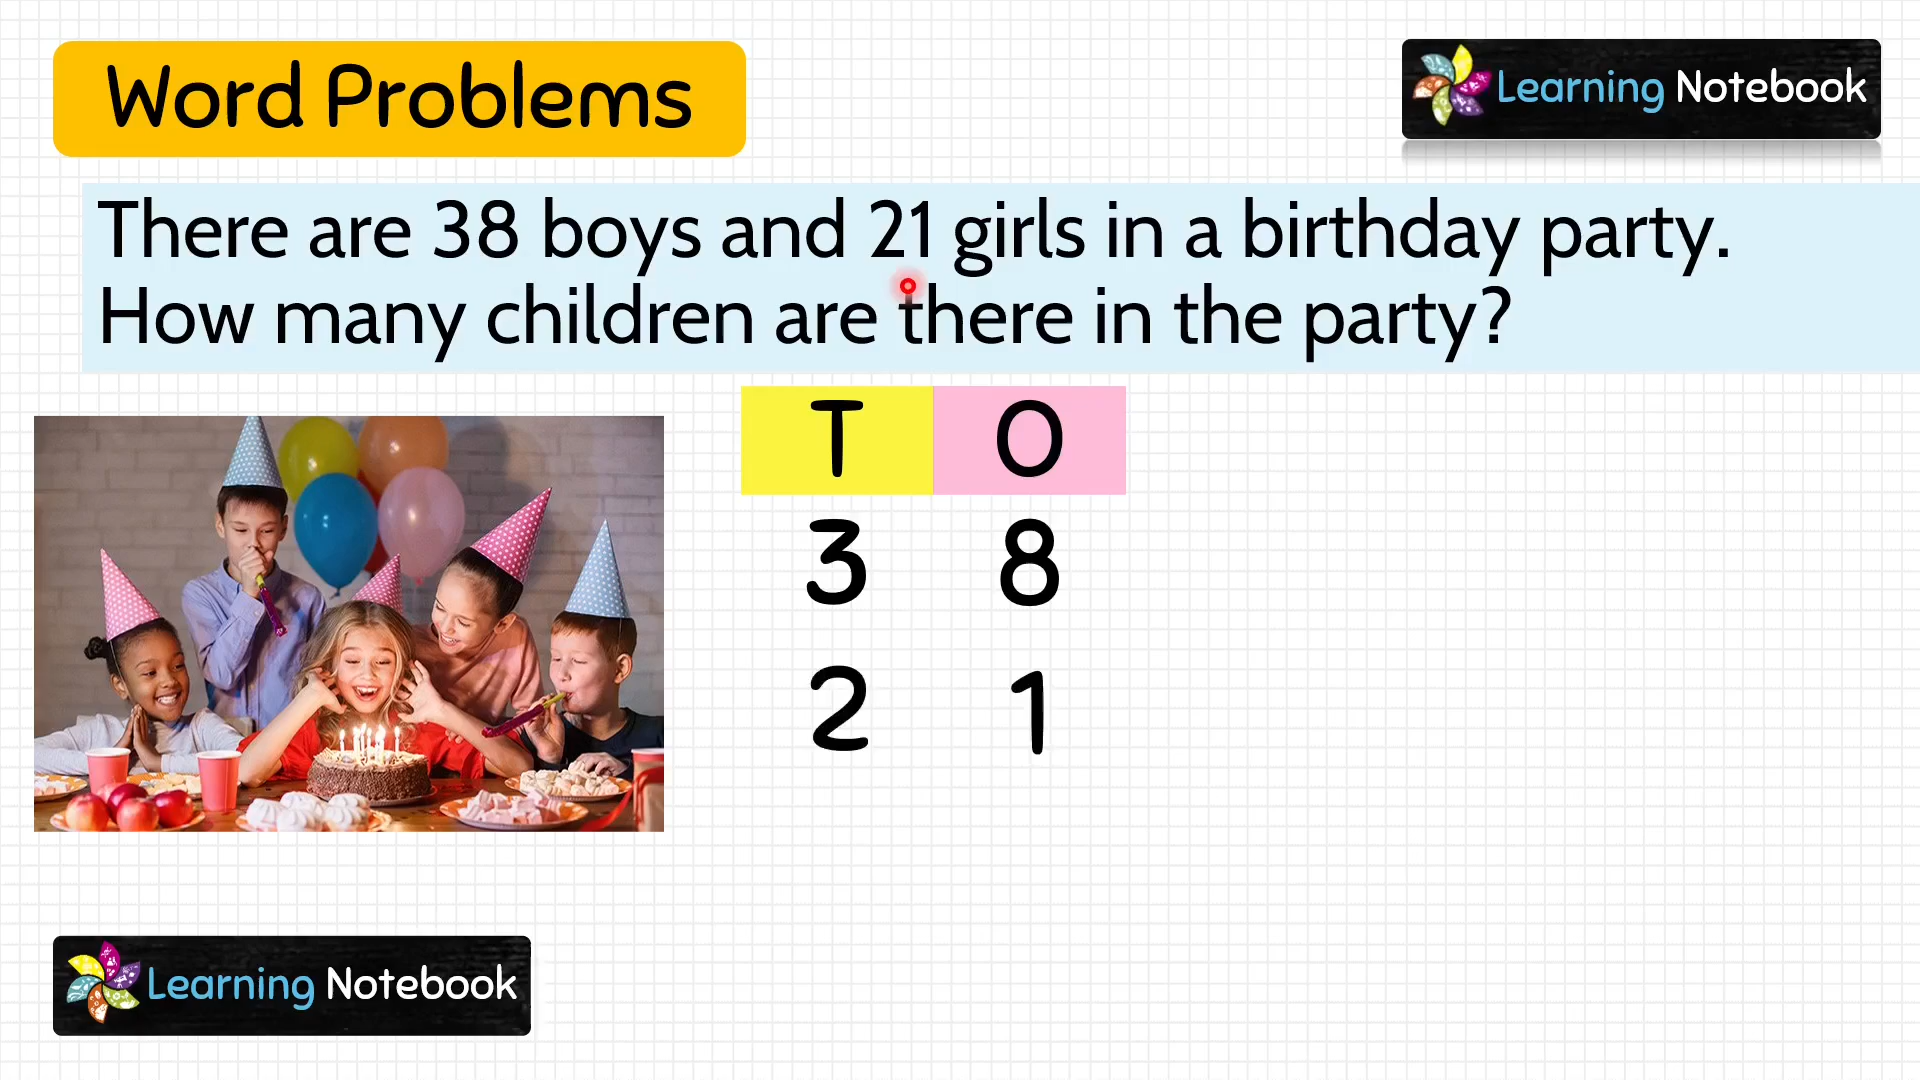 Word Problems
Learning Notebook
There are 38 boys and 21 girls in a birthday party.
How many children are there in the party?
T O
3 8
2 1
Learning Notebook